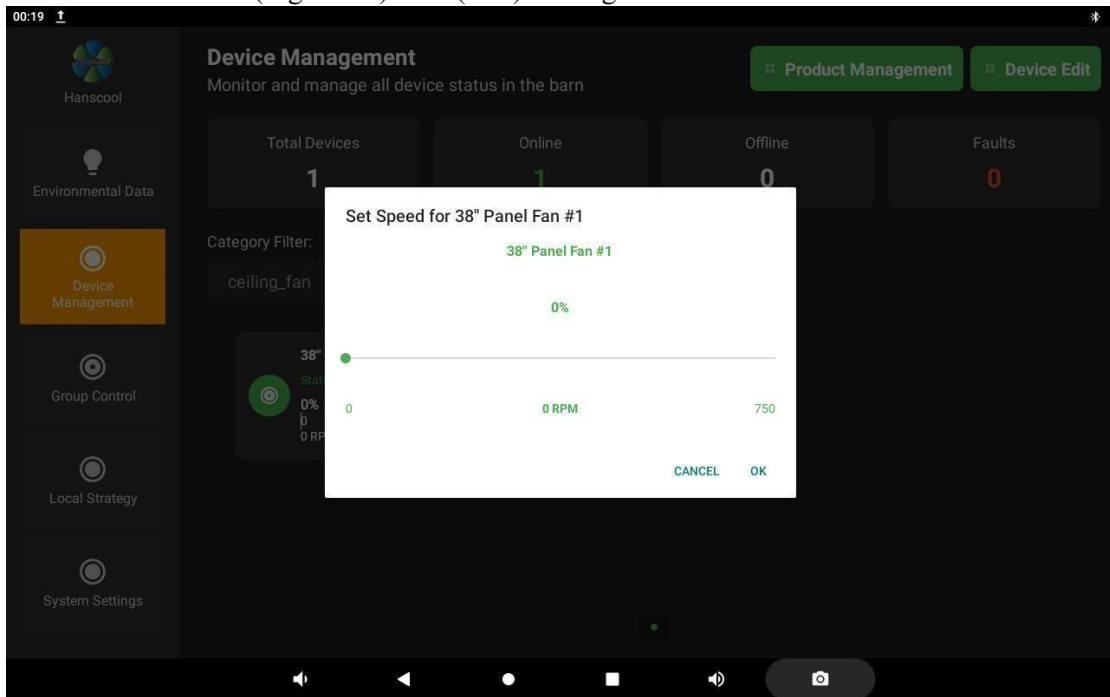 00:19
Hanscool
Device Management
Monitor and manage all device status in the barn
Product Management
Device Edit
Environmental Data
Total Devices
1
Online
1
Offline
0
Faults
0
Category Filter:
ceiling_fan
Device
Management
Set Speed for 38" Panel Fan #1
38" Panel Fan #1
0%
0
0 RPM
750
CANCEL
OK
38"
Stat
0%
0
0 RP
Group Control
Local Strategy
System Settings